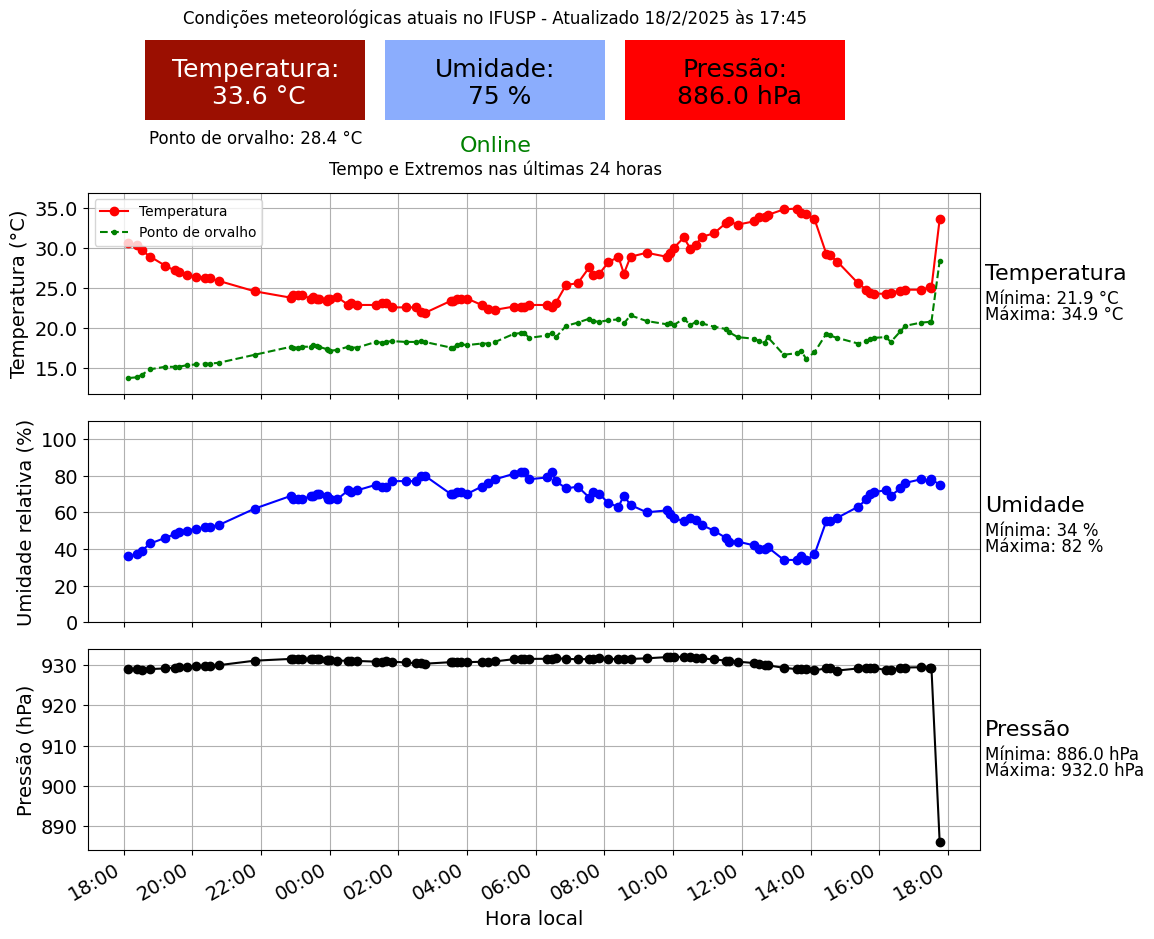 Condições meteorológicas atuais no IFUSP - Atualizado 18/2/2025 às 17:45
Temperatura:
33.6 °C
Umidade:
75 %
Pressão:
886.0 hPa
Ponto de orvalho: 28.4 °C
Online
Tempo e Extremos nas últimas 24 horas
Temperatura (°C)
35.0
30.0
25.0
20.0
15.0
Temperatura
Ponto de orvalho
Temperatura
Mínima: 21.9 °C
Máxima: 34.9 °C
Umidade relativa (%)
100
80
60
40
20
0
Umidade
Mínima: 34 %
Máxima: 82 %
Pressão (hPa)
930
920
910
900
890
Pressão
Mínima: 886.0 hPa
Máxima: 932.0 hPa
18:00 20:00 22:00 00:00 02:00 04:00 06:00 08:00 10:00 12:00 14:00 16:00 18:00
Hora local